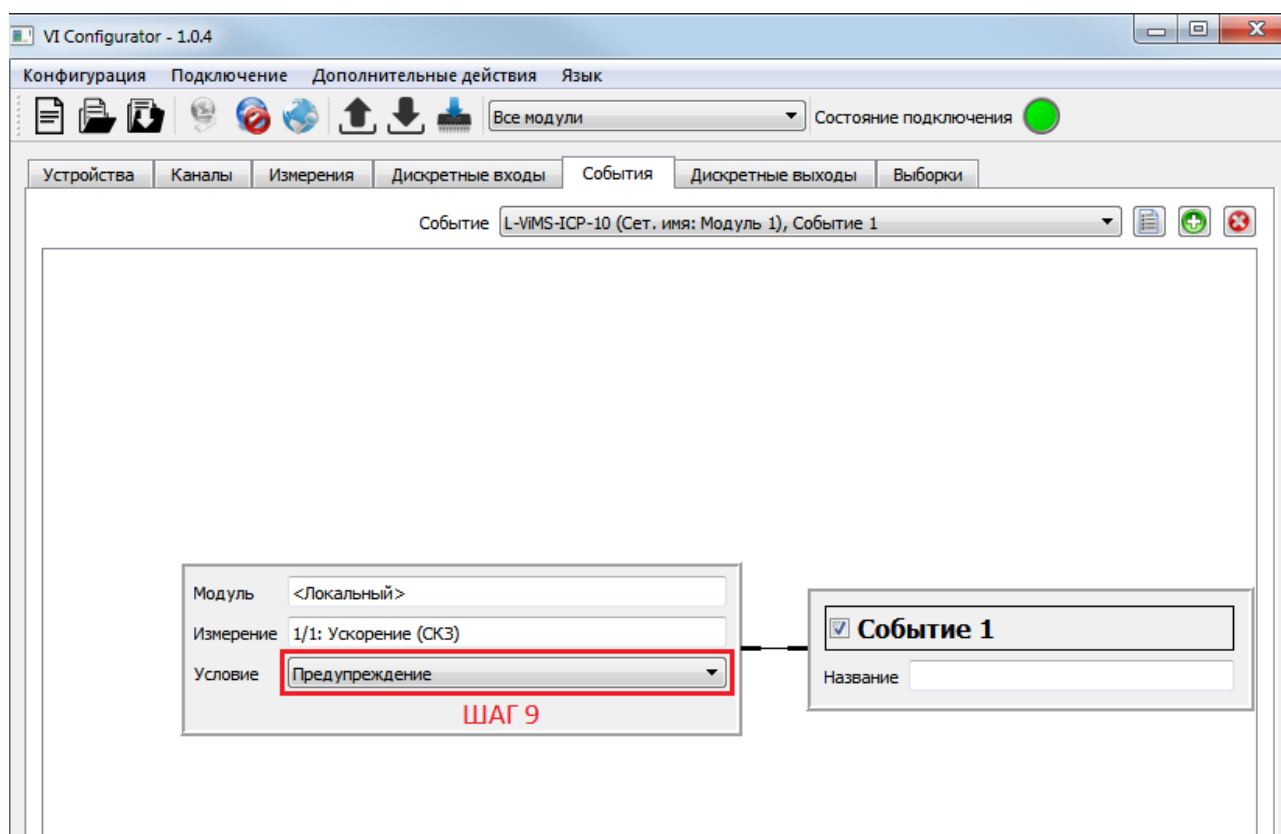 VI Configurator - 1.0.4
Конфигурация Подключение Дополнительные действия Язык
Все модули Состояние подключения
Устройства Каналы Измерения Дискретные входы События Дискретные выходы Выборки
Событие L-ViMS-ICP-10 (Сет. имя: Модуль 1), Событие 1
Модуль <Локальный>
Измерение 1/1: Ускорение (СКЗ)
Условие Предупреждение
ШАГ 9
Событие 1
Название